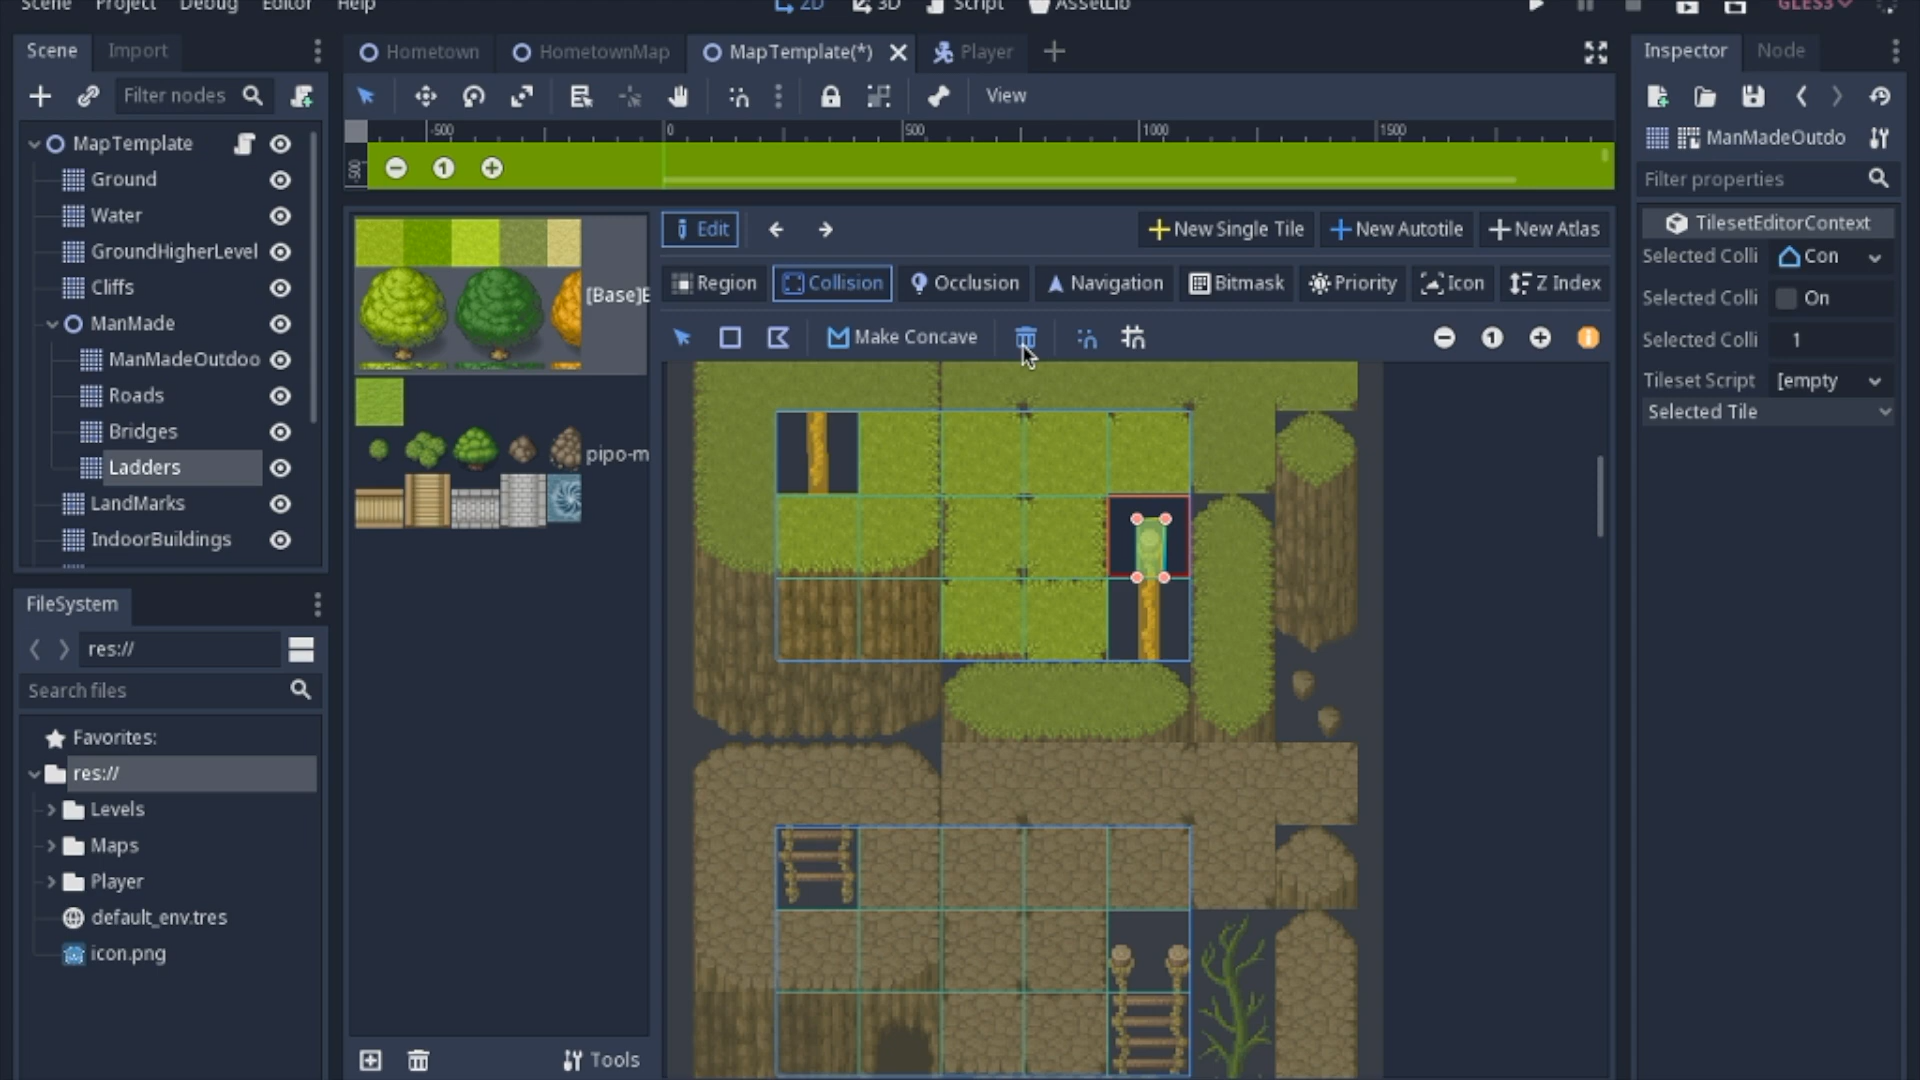 Scene Project Debug Editor Help 2D 3D Script AssetLib GLES3
Scene Import
Hometown HometownMap MapTemplate(*) Player
Inspector Node
Filter nodes
View
ManMadeOutdo
Filter properties
TilesetEditorContext
Selected Colli Con
Selected Colli On
Selected Colli 1
Tileset Script [empty
Selected Tile
MapTemplate
Ground
Water
GroundHigherLevel
Cliffs
ManMade
ManMadeOutdoo
Roads
Bridges
Ladders
LandMarks
IndoorBuildings
-500 0 500 1000 1500
-500
1
[Base]B
pipo-m
Edit
New Single Tile New Autotile New Atlas
Region Collision Occlusion Navigation Bitmask Priority Icon Z Index
Make Concave
1
Tools
FileSystem
res://
Search files
Favorites:
res://
Levels
Maps
Player
default_env.tres
icon.png